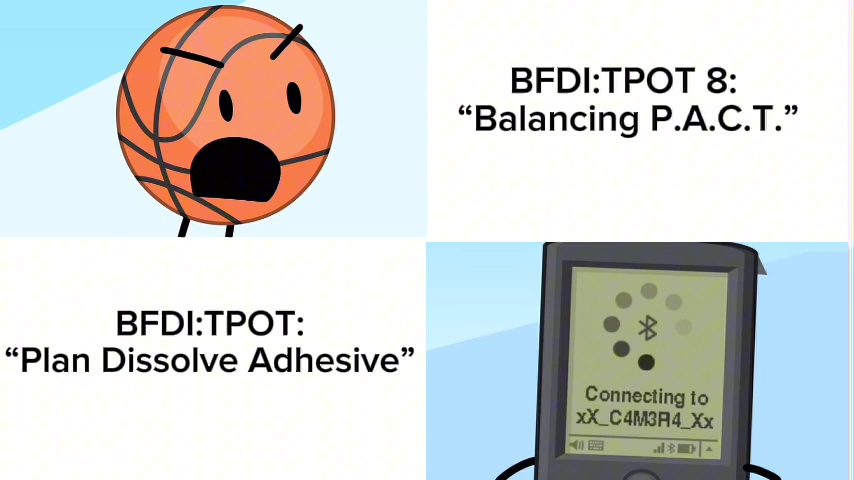 BFDI:TPOT 8:
“Balancing P.A.C.T.”
BFDI:TPOT:
“Plan Dissolve Adhesive”
Connecting to
xX_C4M3R4_Xx